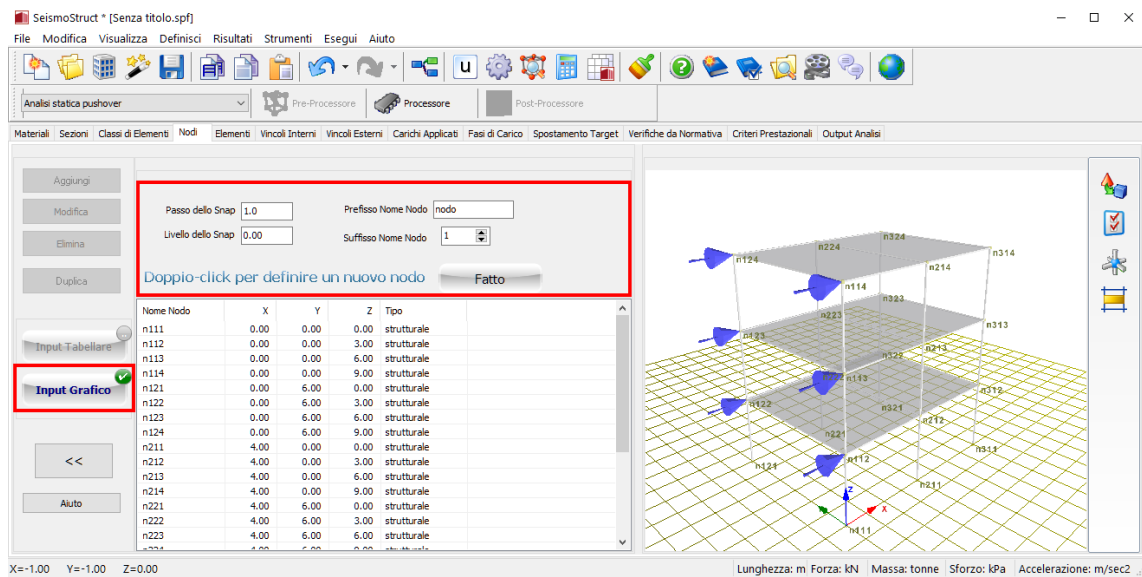 SeismoStruct * [Senza titolo.spf]
File Modifica Visualizza Definisci Risultati Strumenti Esegui Aiuto
u
Analisi statica pushover
Pre-Processore
Processore
Post-Processore
Materiali Sezioni Classi di Elementi Nodi Elementi Vincoli Interni Vincoli Esterni Carichi Applicati Fasi di Carico Spostamento Target Verifiche da Normativa Criteri Prestazionali Output Analisi
Aggiungi
Modifica
Elimina
Duplica
Input Tabellare
Input Grafico
<<
Aiuto
Passo dello Snap 1.0 Prefisso Nome Nodo nodo
Livello dello Snap 0.00 Suffisso Nome Nodo 1
Doppio-click per definire un nuovo nodo Fatto
Nome Nodo X Y Z Tipo
n111 0.00 0.00 0.00 strutturale
n112 0.00 0.00 3.00 strutturale
n113 0.00 0.00 6.00 strutturale
n114 0.00 0.00 9.00 strutturale
n121 0.00 6.00 0.00 strutturale
n122 0.00 6.00 3.00 strutturale
n123 0.00 6.00 6.00 strutturale
n124 0.00 6.00 9.00 strutturale
n211 4.00 0.00 0.00 strutturale
n212 4.00 0.00 3.00 strutturale
n213 4.00 0.00 6.00 strutturale
n214 4.00 0.00 9.00 strutturale
n221 4.00 6.00 0.00 strutturale
n222 4.00 6.00 3.00 strutturale
n223 4.00 6.00 6.00 strutturale
n324
n224
n314
n124
n214
n114
n323
n223
n313
n123
n213
n322
n113
n312
n122
n321
n212
n221
n311
n112
n121
n211
Z
X
n111
X=-1.00 Y=-1.00 Z=0.00
Lunghezza: m Forza: kN Massa: tonne Sforzo: kPa Accelerazione: m/sec2